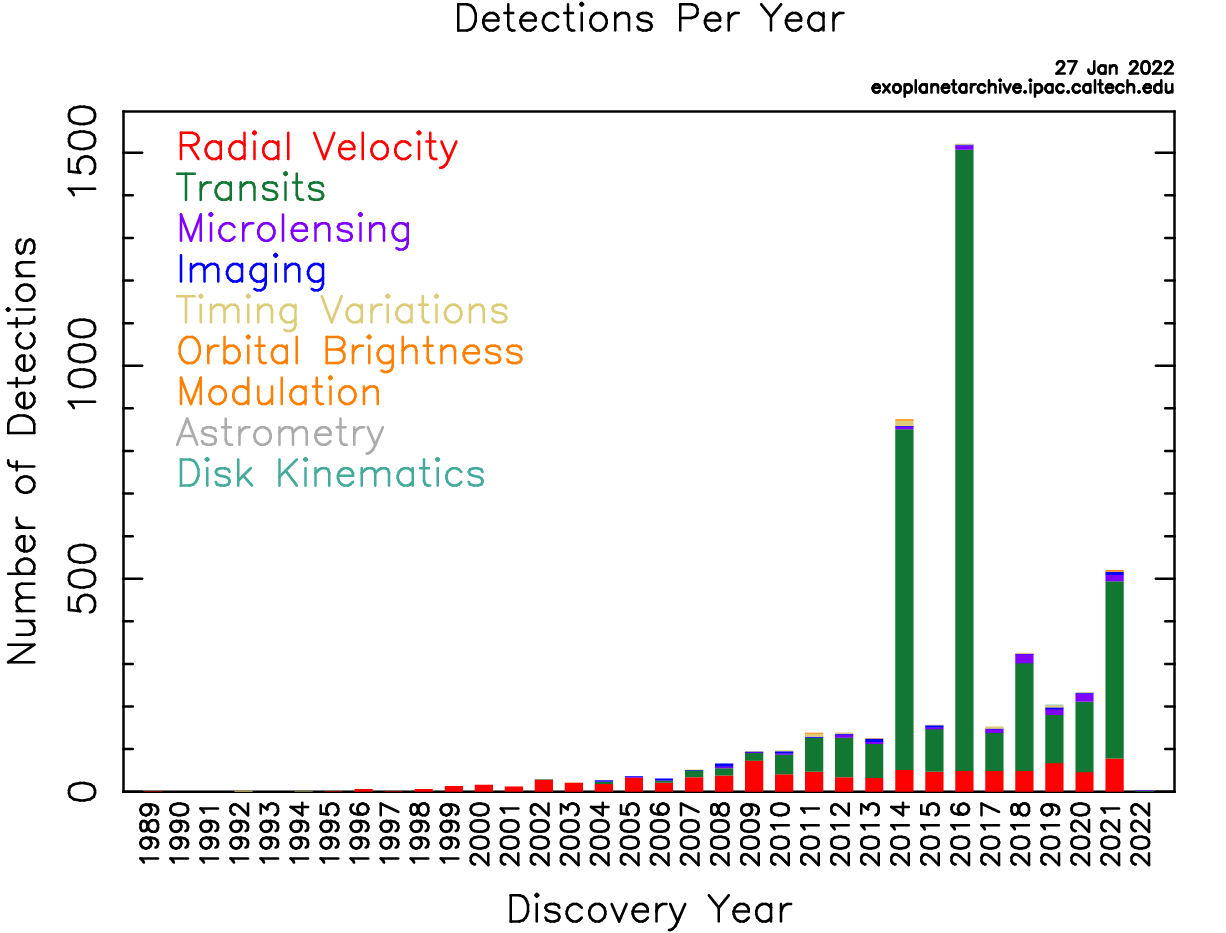 Detections Per Year
27 Jan 2022
exoplanetarchive.ipac.caltech.edu
Radial Velocity
Transits
Microlensing
Imaging
Timing Variations
Orbital Brightness
Modulation
Astrometry
Disk Kinematics
Number of Detections
1500
1000
500
0
1989 1990 1991 1992 1993 1994 1995 1996 1997 1998 1999 2000 2001 2002 2003 2004 2005 2006 2007 2008 2009 2010 2011 2012 2013 2014 2015 2016 2017 2018 2019 2020 2021 2022
Discovery Year